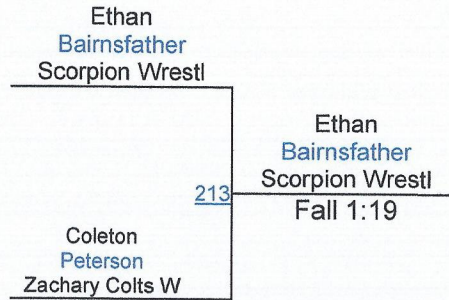 Ethan
Bairnsfather
Scorpion Wrestl
Ethan
Bairnsfather
Scorpion Wrestl
213
Fall 1:19
Coleton
Peterson
Zachary Colts W